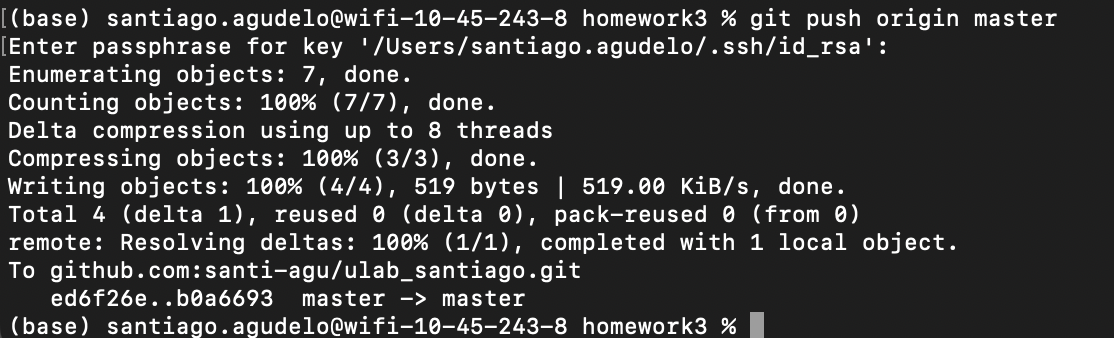 (base) santiago.agudelo@wifi-10-45-243-8 homework3 % git push origin master
Enter passphrase for key '/Users/santiago.agudelo/.ssh/id_rsa':
Enumerating objects: 7, done.
Counting objects: 100% (7/7), done.
Delta compression using up to 8 threads
Compressing objects: 100% (3/3), done.
Writing objects: 100% (4/4), 519 bytes | 519.00 KiB/s, done.
Total 4 (delta 1), reused 0 (delta 0), pack-reused 0 (from 0)
remote: Resolving deltas: 100% (1/1), completed with 1 local object.
To github.com:santi-agu/ulab_santiago.git
   ed6f26e..b0a6693  master -> master
(base) santiago.agudelo@wifi-10-45-243-8 homework3 %